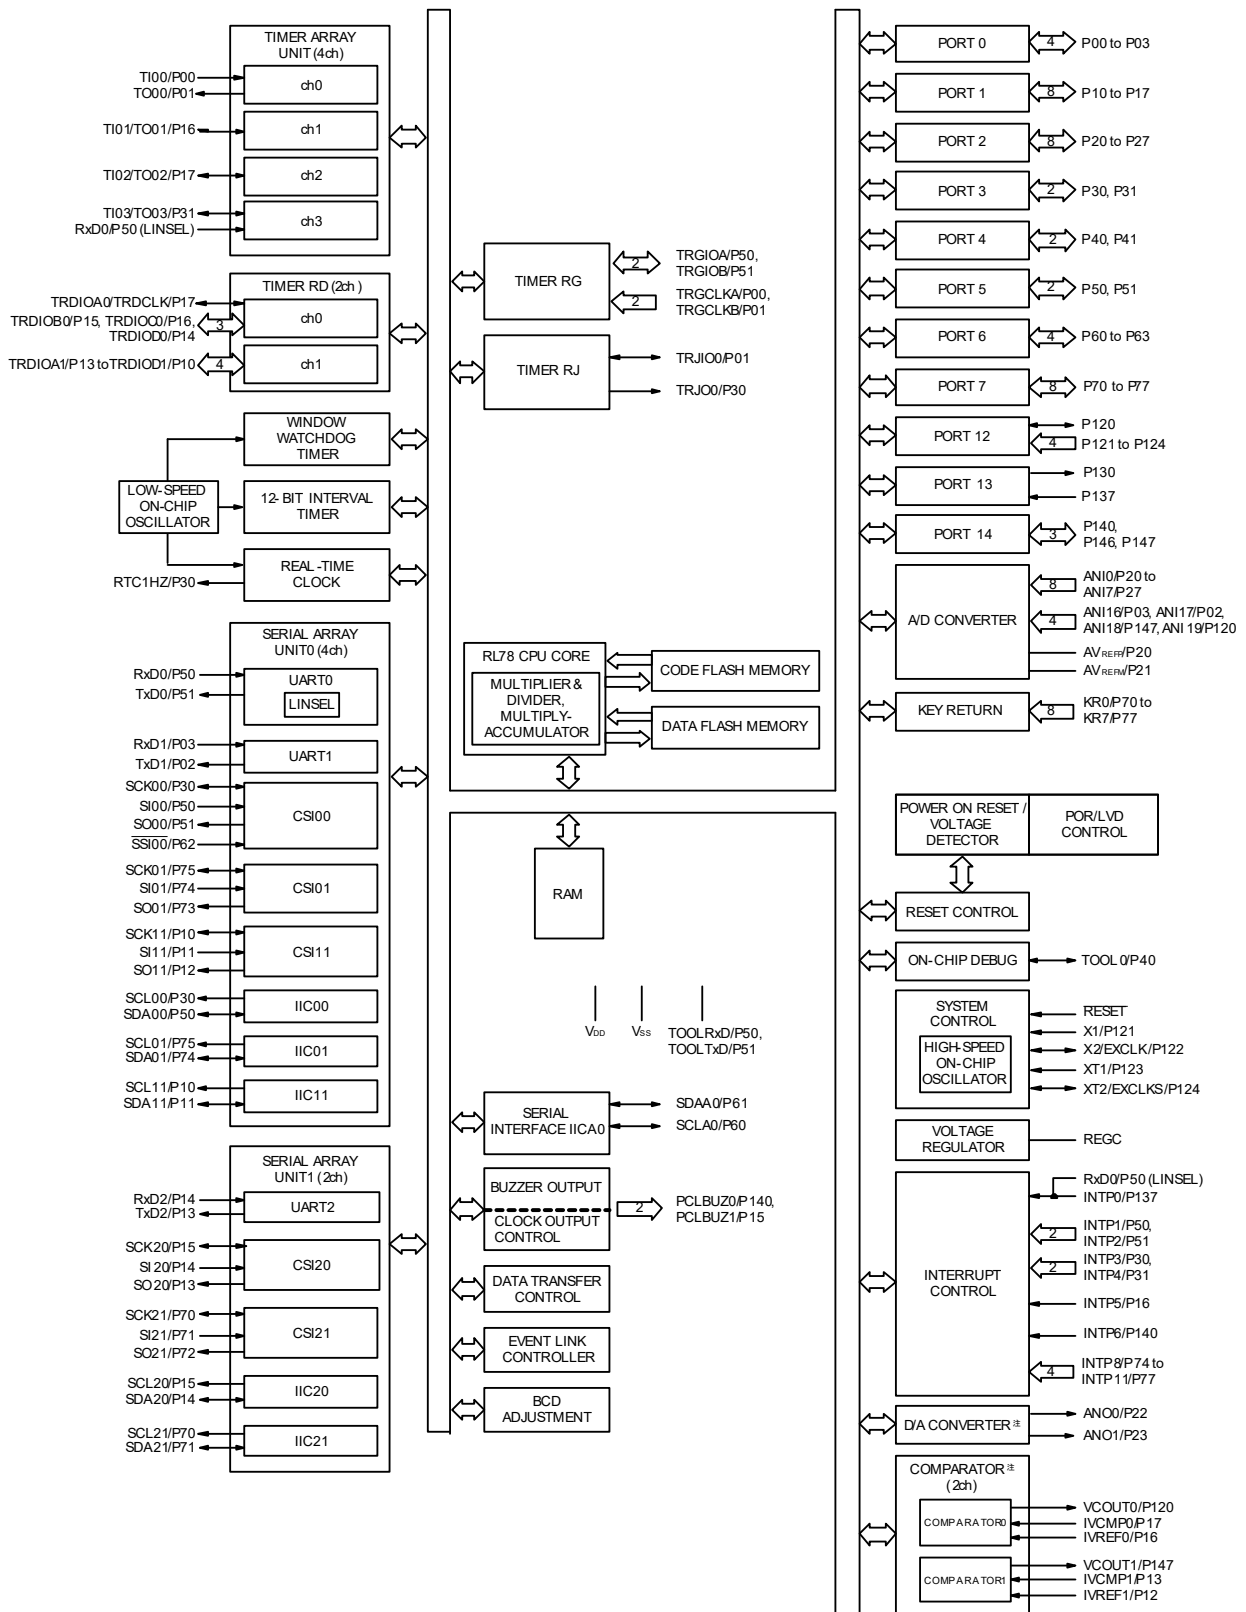 TIMER ARRAY
UNIT (4ch)
TI00/P00
TO00/P01
ch0
TI01/TO01/P16
ch1
TI02/TO02/P17
ch2
TI03/TO03/P31
RxD0/P50 (LINSEL)
ch3
TIMER RD (2ch)
TRDIOA0/TRDCLK/P17
TRDIOB0/P15, TRDIOC0/P16,
TRDIOD0/P14
3
ch0
TRDIOA1/P13 to TRDIOD1/P10
4
ch1
WINDOW
WATCHDOG
TIMER
LOW-SPEED
ON-CHIP
OSCILLATOR
12-BIT INTERVAL
TIMER
REAL-TIME
CLOCK
RTC1HZ/P30
SERIAL ARRAY
UNIT0 (4ch)
RxD0/P50
TxD0/P51
UART0
LINSEL
RxD1/P03
TxD1/P02
UART1
SCK00/P30
SI00/P50
SO00/P51
SSI00/P62
CSI00
SCK01/P75
SI01/P74
SO01/P73
CSI01
SCK11/P10
SI11/P11
SO11/P12
CSI11
SCL00/P30
SDA00/P50
IIC00
SCL01/P75
SDA01/P74
IIC01
SCL11/P10
SDA11/P11
IIC11
SERIAL ARRAY
UNIT1 (2ch)
RxD2/P14
TxD2/P13
UART2
SCK20/P15
SI20/P14
SO20/P13
CSI20
SCK21/P70
SI21/P71
SO21/P72
CSI21
SCL20/P15
SDA20/P14
IIC20
SCL21/P70
SDA21/P71
IIC21
TIMER RG
2
TRGIOA/P50,
TRGIOB/P51
2
TRGCLKA/P00,
TRGCLKB/P01
TIMER RJ
TRJIO0/P01
TRJO0/P30
RL78 CPU CORE
MULTIPLIER &
DIVIDER,
MULTIPLY-
ACCUMULATOR
CODE FLASH MEMORY
DATA FLASH MEMORY
RAM
VDD
VSS
TOOLRxD/P50,
TOOLTxD/P51
SERIAL
INTERFACE IICA0
SDAA0/P61
SCLA0/P60
BUZZER OUTPUT
CLOCK OUTPUT
CONTROL
2
PCLBUZ0/P140,
PCLBUZ1/P15
DATA TRANSFER
CONTROL
EVENT LINK
CONTROLLER
BCD
ADJUSTMENT
PORT 0
4
P00 to P03
PORT 1
8
P10 to P17
PORT 2
8
P20 to P27
PORT 3
2
P30, P31
PORT 4
2
P40, P41
PORT 5
2
P50, P51
PORT 6
4
P60 to P63
PORT 7
8
P70 to P77
PORT 12
P120
4
P121 to P124
PORT 13
P130
P137
PORT 14
3
P140,
P146, P147
A/D CONVERTER
8
ANI0/P20 to
ANI7/P27
4
ANI16/P03, ANI17/P02,
ANI18/P147, ANI19/P120
AVREFP/P20
AVREFM/P21
KEY RETURN
8
KR0/P70 to
KR7/P77
POWER ON RESET /
VOLTAGE
DETECTOR
POR/LVD
CONTROL
RESET CONTROL
ON-CHIP DEBUG
TOOL0/P40
SYSTEM
CONTROL
HIGH-SPEED
ON-CHIP
OSCILLATOR
RESET
X1/P121
X2/EXCLK/P122
XT1/P123
XT2/EXCLKS/P124
VOLTAGE
REGULATOR
REGC
INTERRUPT
CONTROL
RxD0/P50 (LINSEL)
INTP0/P137
2
INTP1/P50,
INTP2/P51
2
INTP3/P30,
INTP4/P31
INTP5/P16
INTP6/P140
4
INTP8/P74 to
INTP11/P77
D/A CONVERTER 注
ANO0/P22
ANO1/P23
COMPARATOR 注
(2ch)
COMPARATOR0
VCOUT0/P120
IVCMP0/P17
IVREF0/P16
COMPARATOR1
VCOUT1/P147
IVCMP1/P13
IVREF1/P12